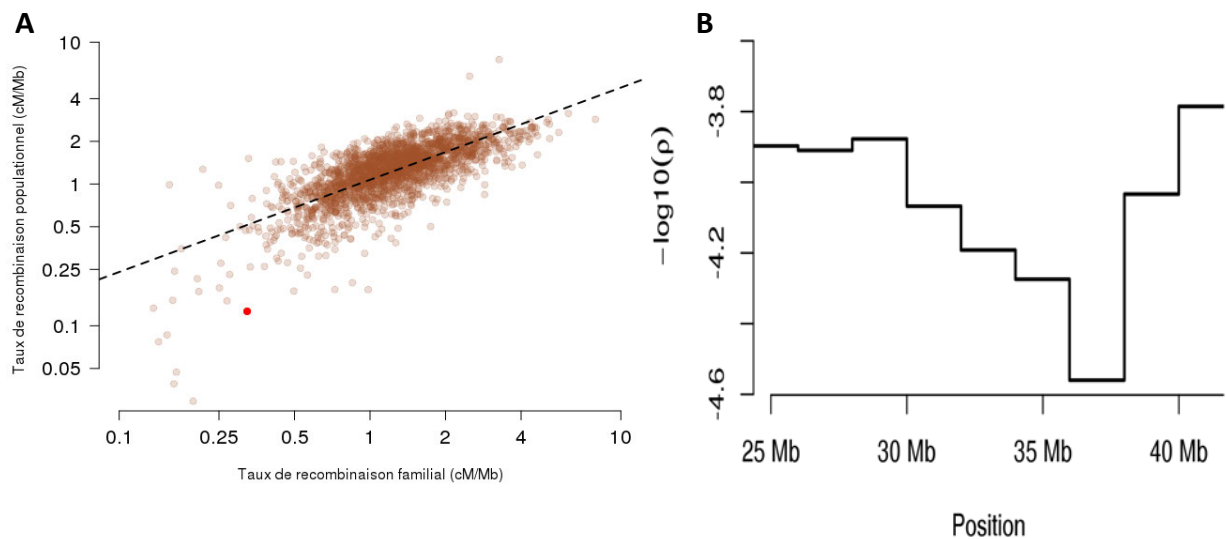 A
Taux de recombinaison populationnel (cM/Mb)
10
4
2
1
0.5
0.25
0.1
0.05
0.1
0.25
0.5
1
2
4
10
Taux de recombinaison familial (cM/Mb)
B
−log10(ρ)
-3.8
-4.2
-4.6
25 Mb
30 Mb
35 Mb
40 Mb
Position